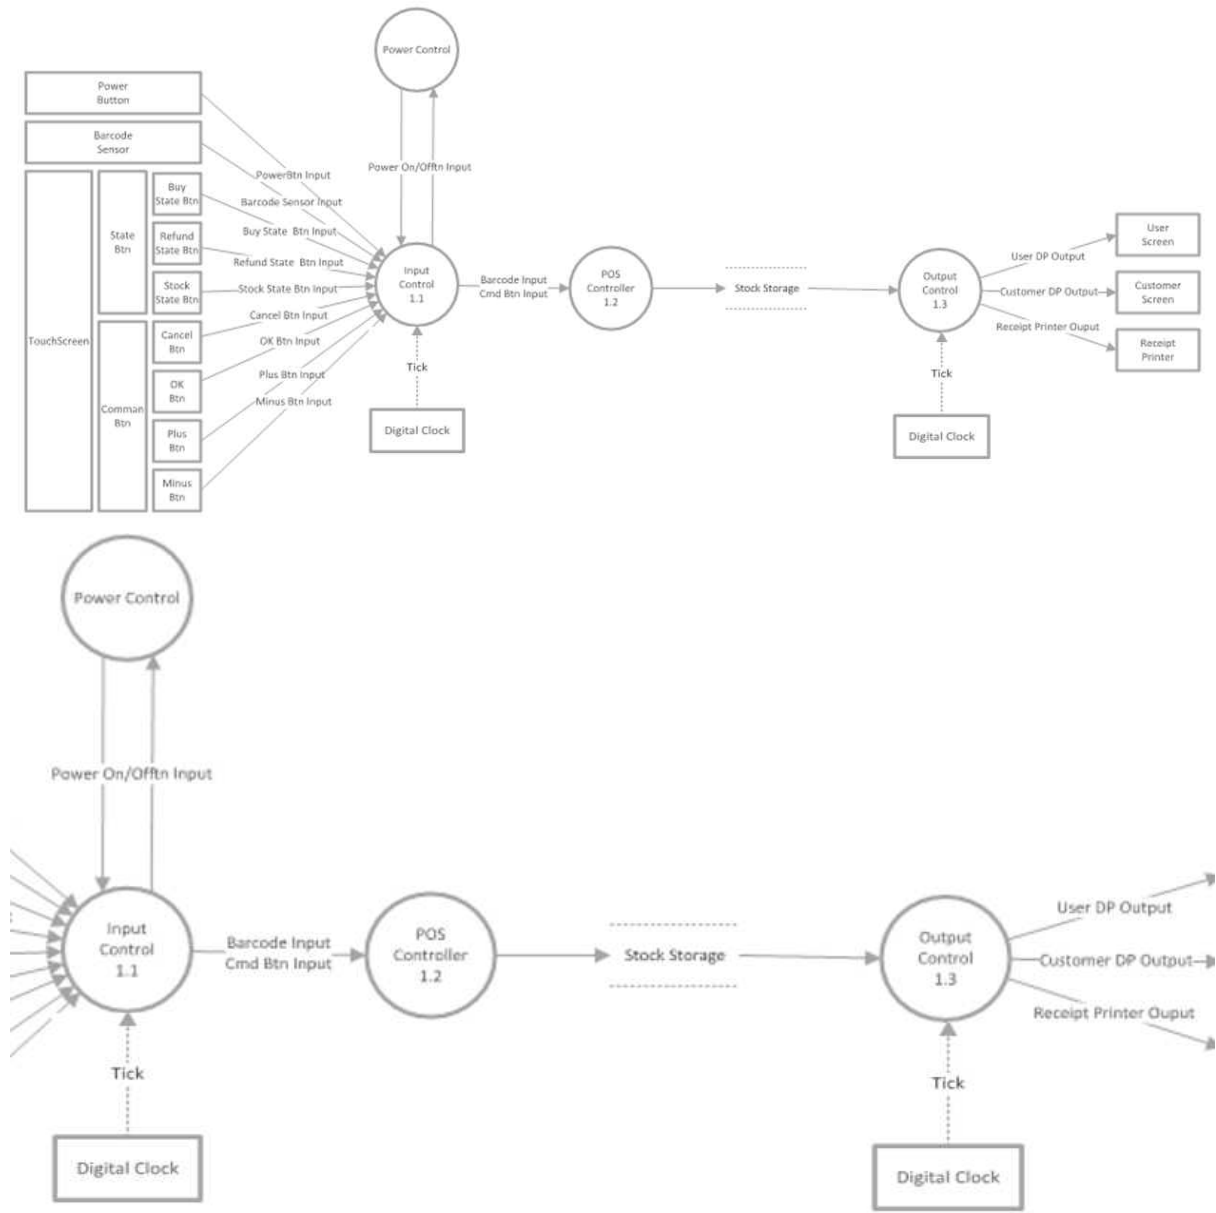 Power Control
Power
Button
Barcode
Sensor
Power On/Offtn Input
PowerBtn Input
Buy
State Btn
Barcode Sensor Input
State
Btn
Refund
State Btn
Buy State Btn Input
User
Screen
User DP Output
Refund State Btn Input
Input
Control
1.1
Barcode Input
Cmd Btn Input
POS
Controller
1.2
Stock Storage
Output
Control
1.3
Customer DP Output
Customer
Screen
Stock
State Btn
Stock State Btn Input
Cancel Btn Input
Receipt Printer Ouput
Receipt
Printer
TouchScreen
Cancel
Btn
OK Btn Input
Tick
Tick
OK
Btn
Plus Btn Input
Comman
Btn
Minus Btn Input
Digital Clock
Digital Clock
Plus
Btn
Minus
Btn
Power Control
Power On/Offtn Input
Input
Control
1.1
Barcode Input
Cmd Btn Input
POS
Controller
1.2
Stock Storage
Output
Control
1.3
User DP Output
Customer DP Output
Receipt Printer Ouput
Tick
Tick
Digital Clock
Digital Clock